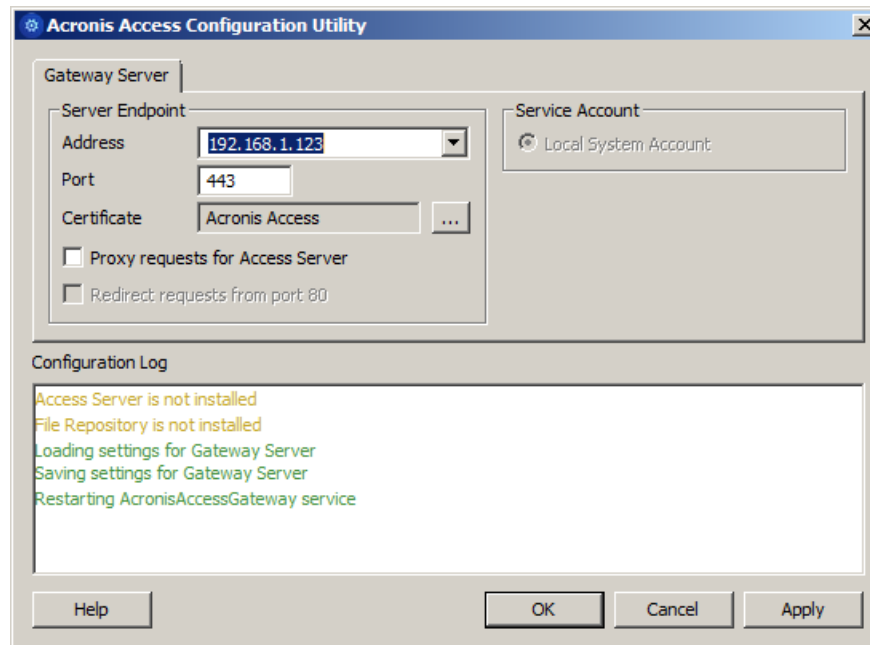 Acronis Access Configuration Utility
Gateway Server
Server Endpoint
Address 192.168.1.123
Port 443
Certificate Acronis Access ...
Proxy requests for Access Server
Redirect requests from port 80
Service Account
Local System Account
Configuration Log
Access Server is not installed
File Repository is not installed
Loading settings for Gateway Server
Saving settings for Gateway Server
Restarting AcronisAccessGateway service
Help OK Cancel Apply